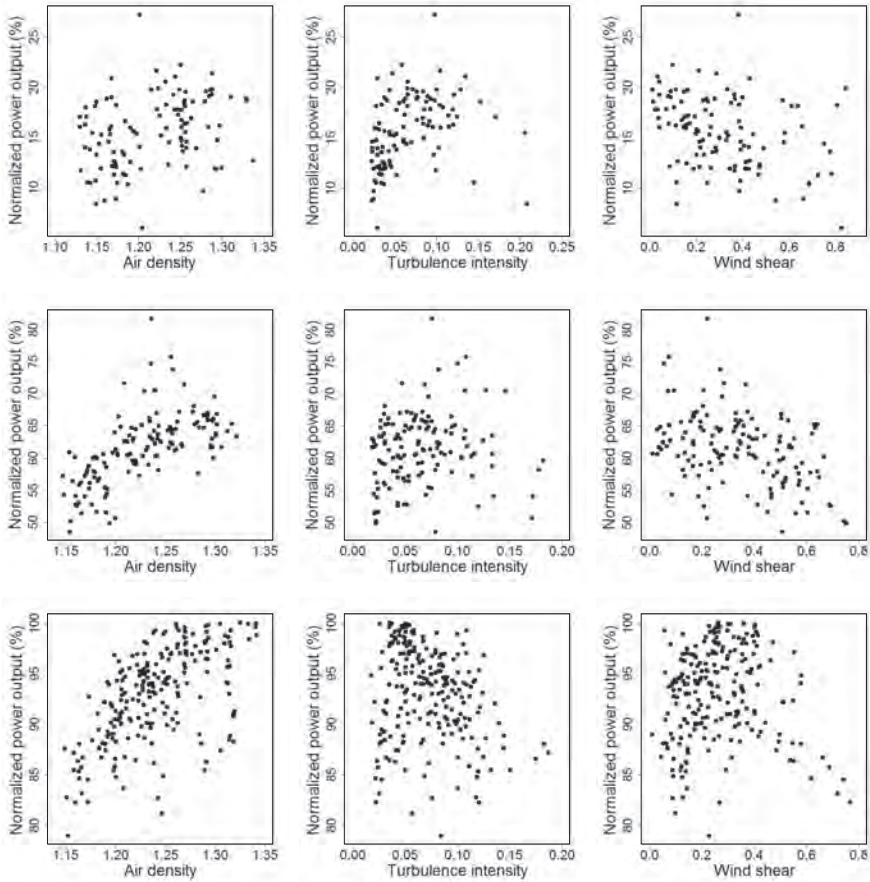 Normalized power output (%)
25
20
15
10
1.10 1.15 1.20 1.25 1.30 1.35
Air density
Normalized power output (%)
25
20
15
10
0.00 0.05 0.10 0.15 0.20 0.25
Turbulence intensity
Normalized power output (%)
25
20
15
10
0.0 0.2 0.4 0.6 0.8
Wind shear
Normalized power output (%)
80
75
70
65
60
55
50
1.15 1.20 1.25 1.30 1.35
Air density
Normalized power output (%)
80
75
70
65
60
55
50
0.00 0.05 0.10 0.15 0.20
Turbulence intensity
Normalized power output (%)
80
75
70
65
60
55
50
0.0 0.2 0.4 0.6 0.8
Wind shear
Normalized power output (%)
100
95
90
85
80
1.15 1.20 1.25 1.30 1.35
Air density
Normalized power output (%)
100
95
90
85
80
0.00 0.05 0.10 0.15 0.20
Turbulence intensity
Normalized power output (%)
100
95
90
85
80
0.0 0.2 0.4 0.6 0.8
Wind shear